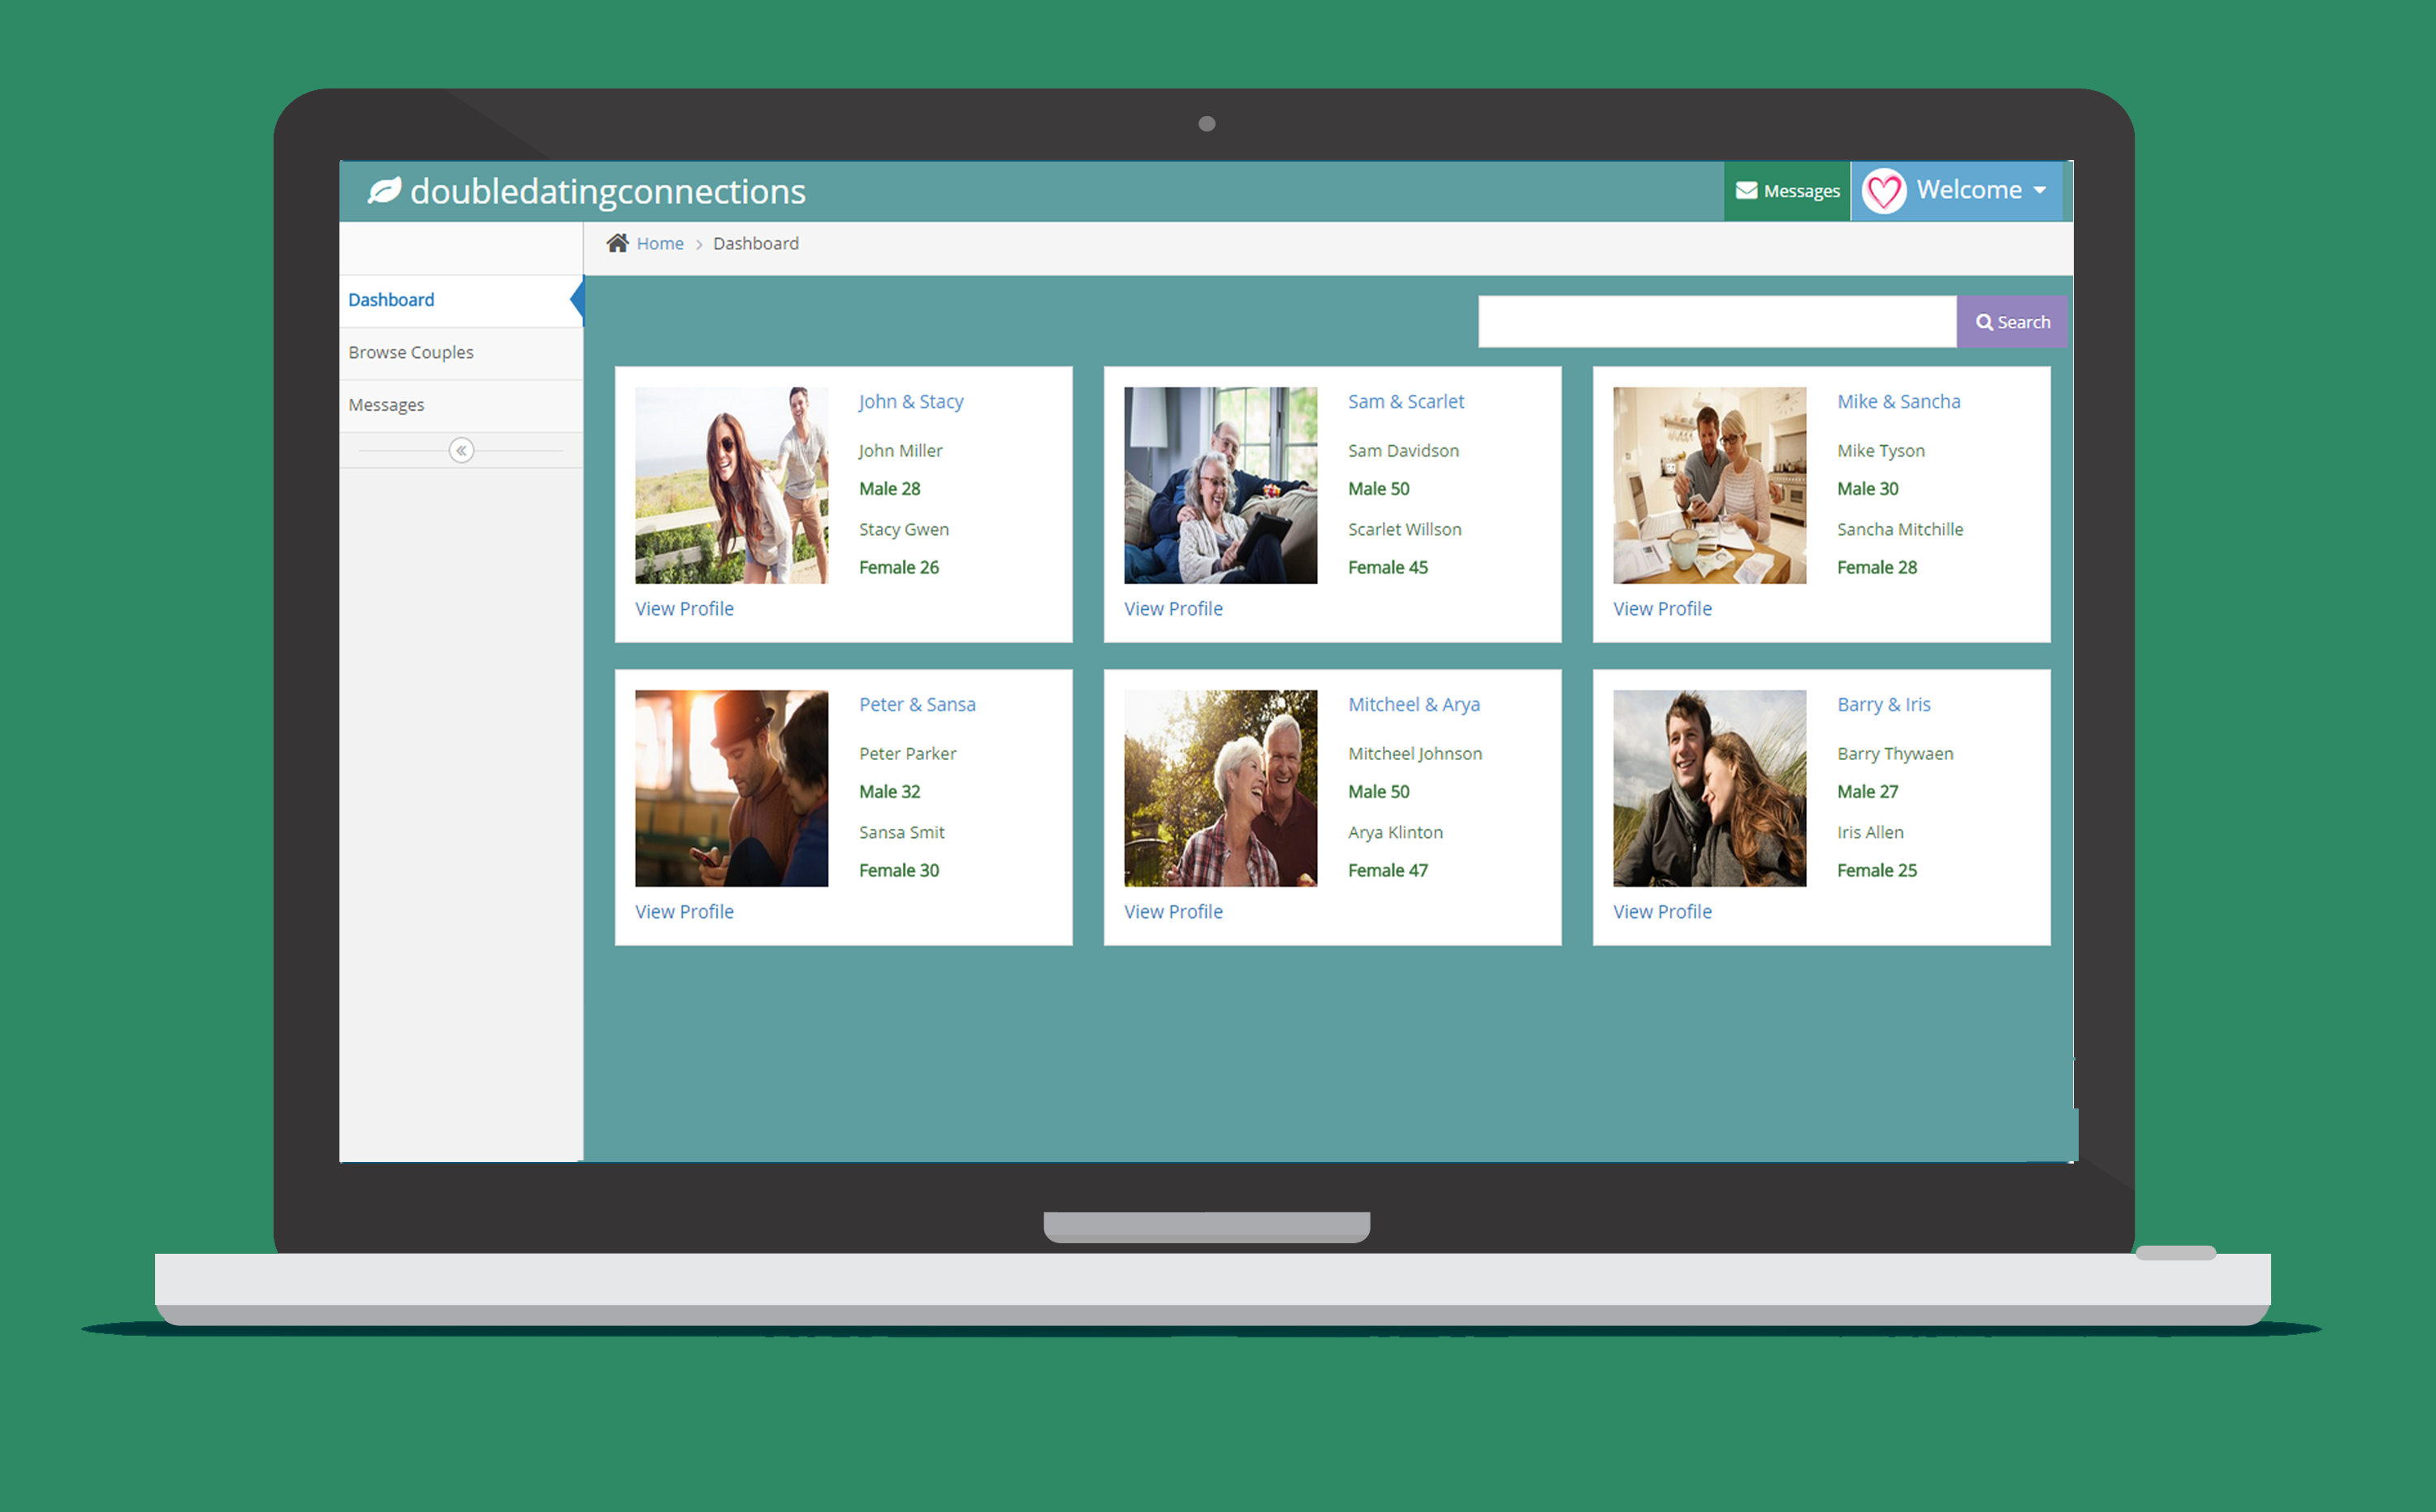 doubledatingconnections
Messages
Welcome
Home > Dashboard
Dashboard
Browse Couples
Messages
Search
John & Stacy
John Miller
Male 28
Stacy Gwen
Female 26
View Profile
Sam & Scarlet
Sam Davidson
Male 50
Scarlet Willson
Female 45
View Profile
Mike & Sancha
Mike Tyson
Male 30
Sancha Mitchille
Female 28
View Profile
Peter & Sansa
Peter Parker
Male 32
Sansa Smit
Female 30
View Profile
Mitcheel & Arya
Mitcheel Johnson
Male 50
Arya Klinton
Female 47
View Profile
Barry & Iris
Barry Thywaen
Male 27
Iris Allen
Female 25
View Profile